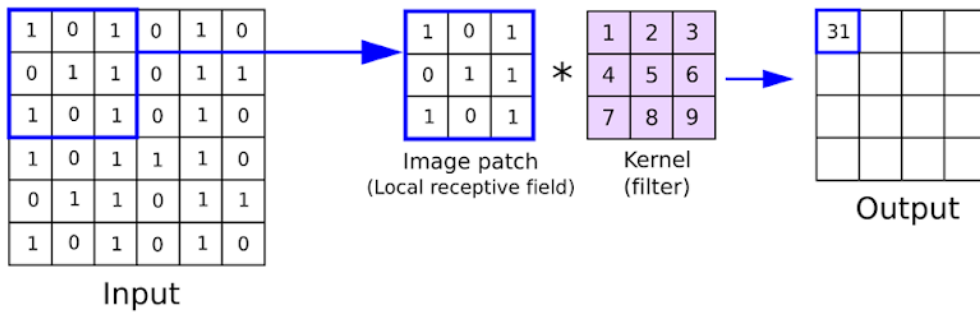 1 0 1 0 1 0
0 1 1 0 1 1
1 0 1 0 1 0
1 0 1 1 1 0
0 1 1 0 1 1
1 0 1 0 1 0
Input
1 0 1
0 1 1
1 0 1
Image patch
(Local receptive field)
*
1 2 3
4 5 6
7 8 9
Kernel
(filter)
31
Output